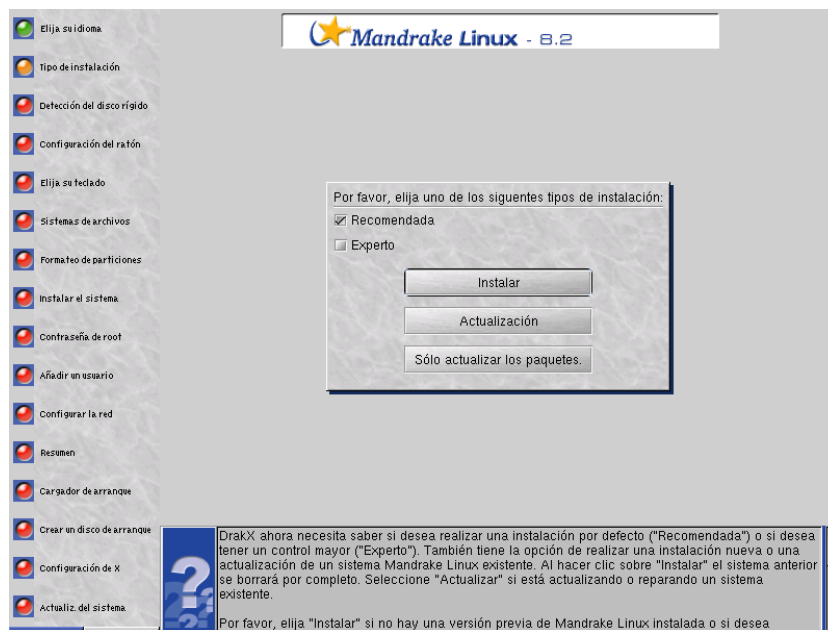 Mandrake Linux - 8.2
Elija su idioma
Tipo de instalación
Detección del disco rígido
Configuración del ratón
Elija su teclado
Sistemas de archivos
Formateo de particiones
Instalar el sistema
Contraseña de root
Añadir un usuario
Configurar la red
Resumen
Cargador de arranque
Crear un disco de arranque
Configuración de X
Actualiz. del sistema
Por favor, elija uno de los siguentes tipos de instalación:
Recomendada
Experto
Instalar
Actualización
Sólo actualizar los paquetes.
DrakX ahora necesita saber si desea realizar una instalación por defecto ("Recomendada") o si desea
tener un control mayor ("Experto"). También tiene la opción de realizar una instalación nueva o una
actualización de un sistema Mandrake Linux existente. Al hacer clic sobre "Instalar" el sistema anterior
se borrará por completo. Seleccione "Actualizar" si está actualizando o reparando un sistema
existente.
Por favor, elija "Instalar" si no hay una versión previa de Mandrake Linux instalada o si desea